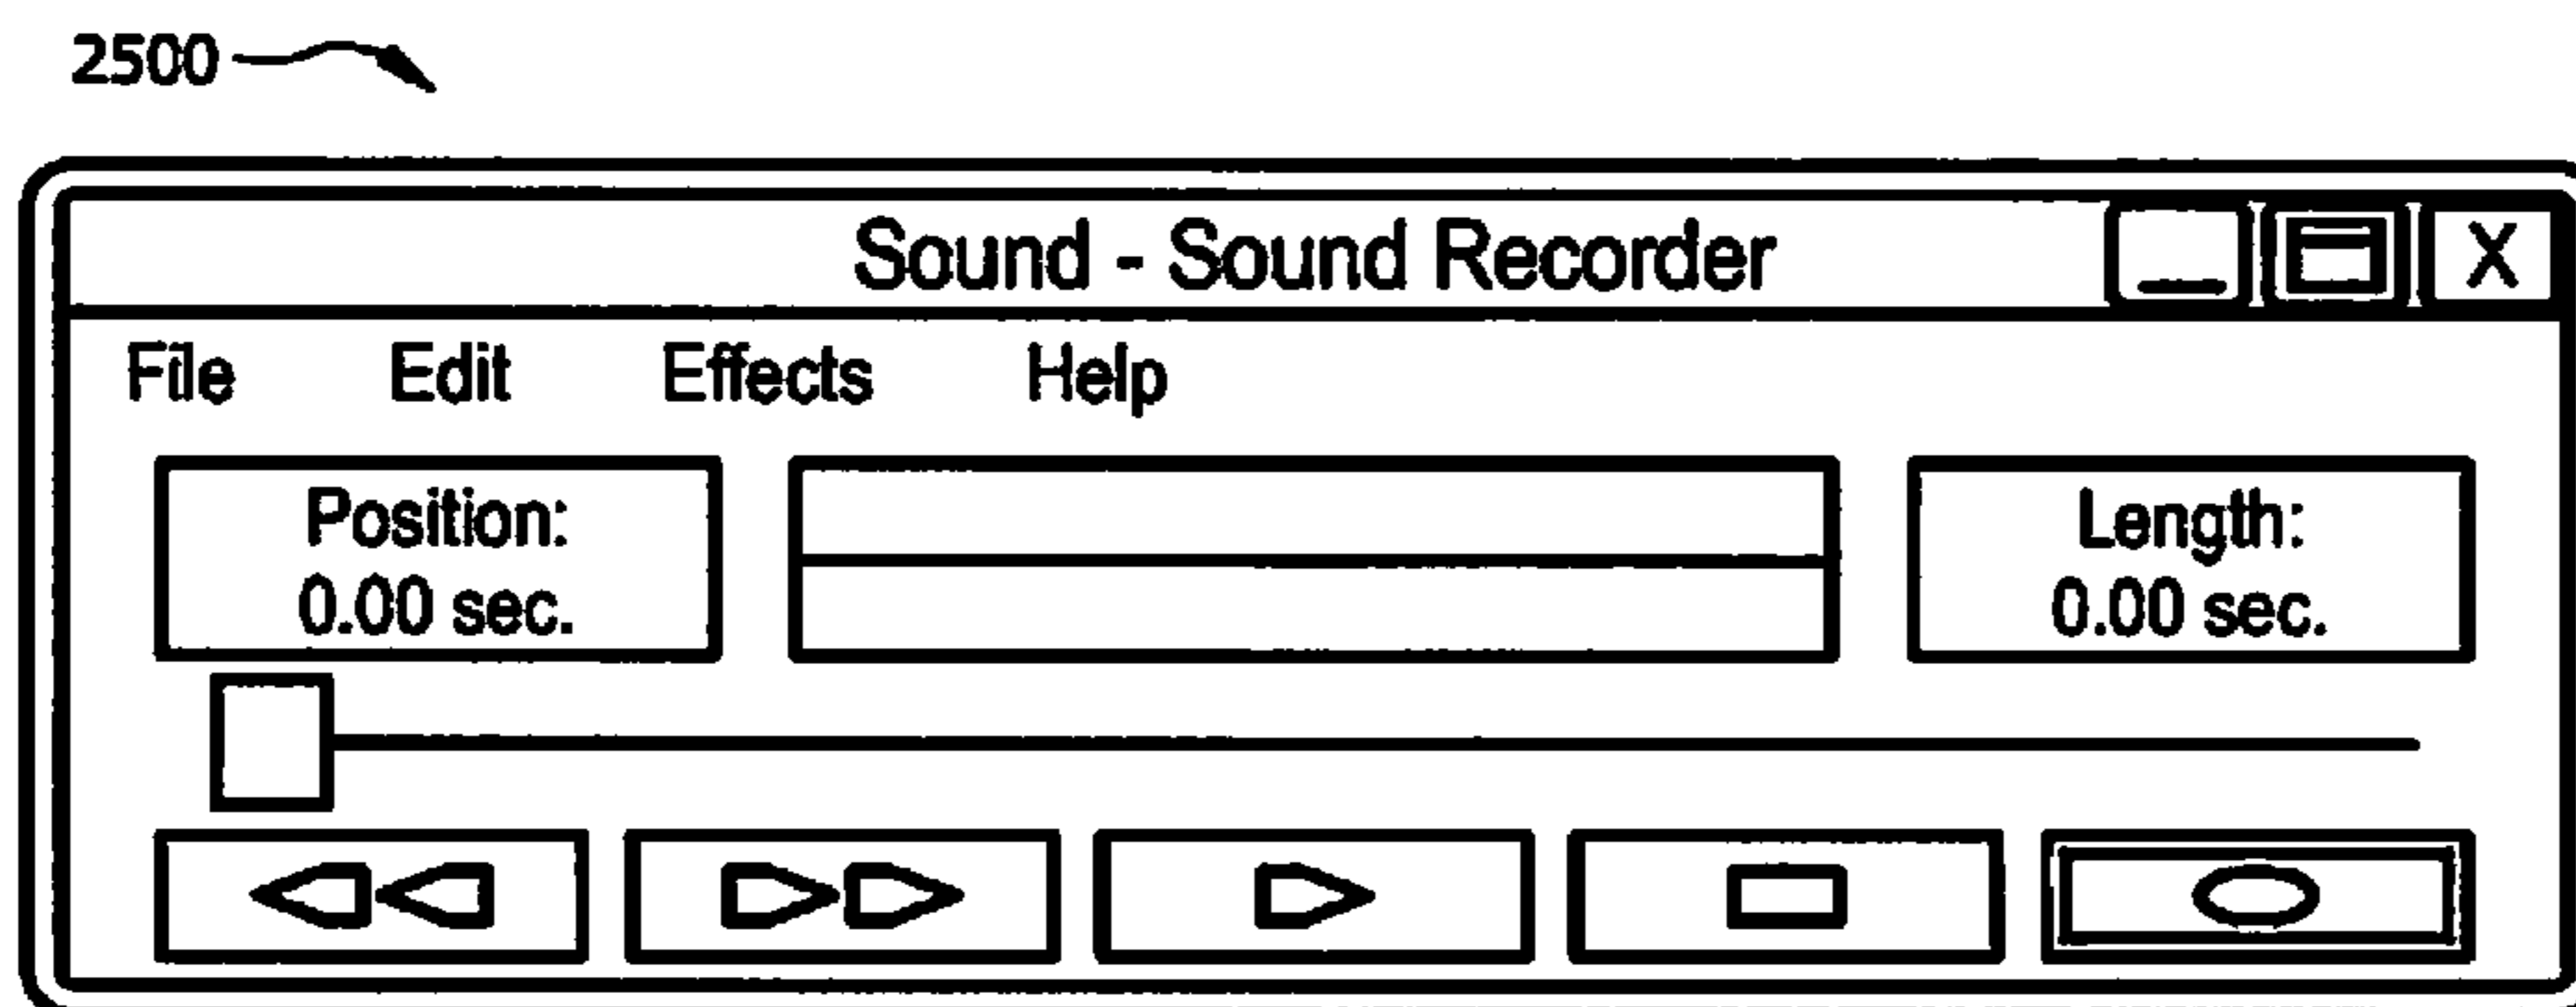 2500
Sound - Sound Recorder X
File Edit Effects Help
Position:
0.00 sec.
Length:
0.00 sec.